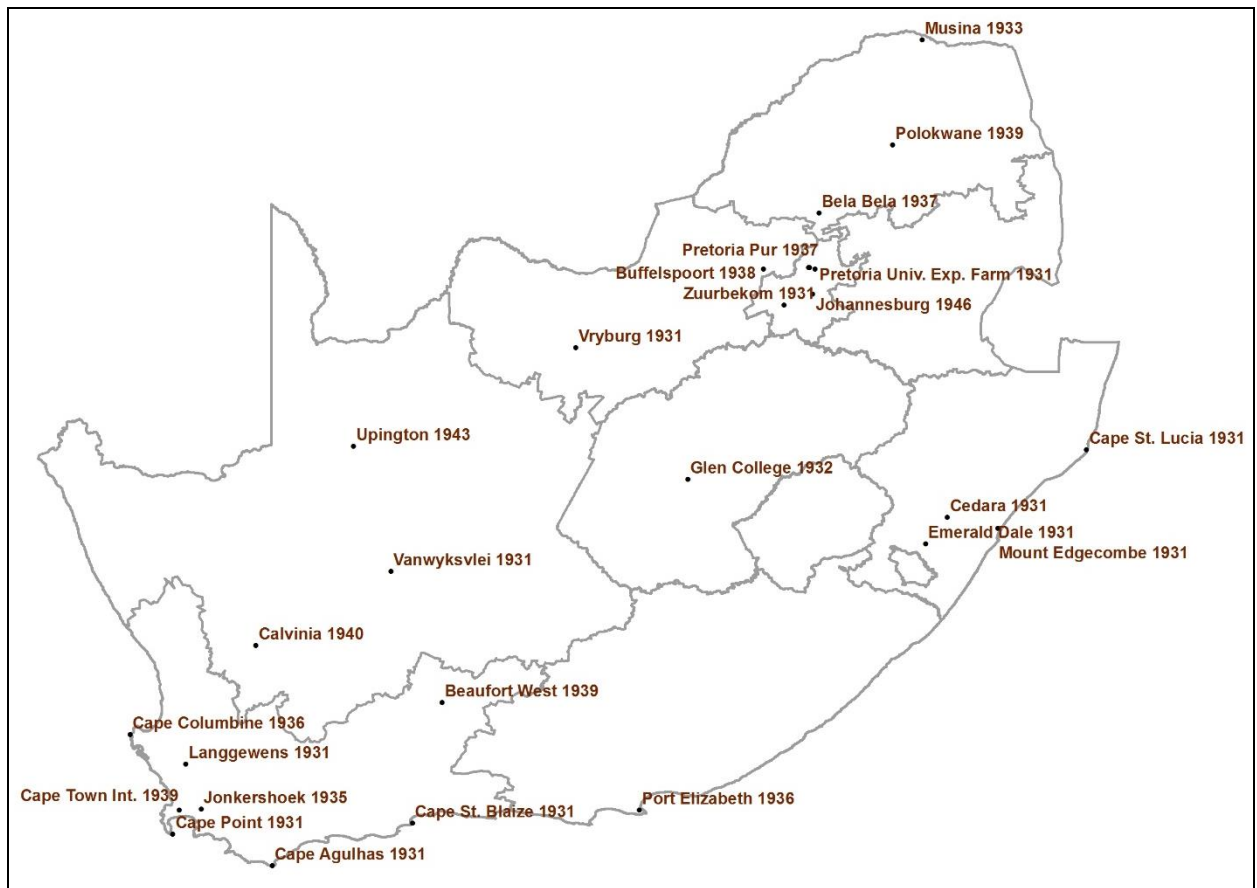 Musina 1933
Polokwane 1939
Bela Bela 1937
Pretoria Pur 1937
Buffelspoort 1938
Pretoria Univ. Exp. Farm 1931
Zuurbekom 1931
Johannesburg 1946
Vryburg 1931
Upington 1943
Cape St. Lucia 1931
Glen College 1932
Cedara 1931
Emerald Dale 1931
Mount Edgecombe 1931
Vanwyksvlei 1931
Calvinia 1940
Beaufort West 1939
Cape Columbine 1936
Langgewens 1931
Cape Town Int. 1939
Jonkershoek 1935
Port Elizabeth 1936
Cape St. Blaize 1931
Cape Point 1931
Cape Agulhas 1931